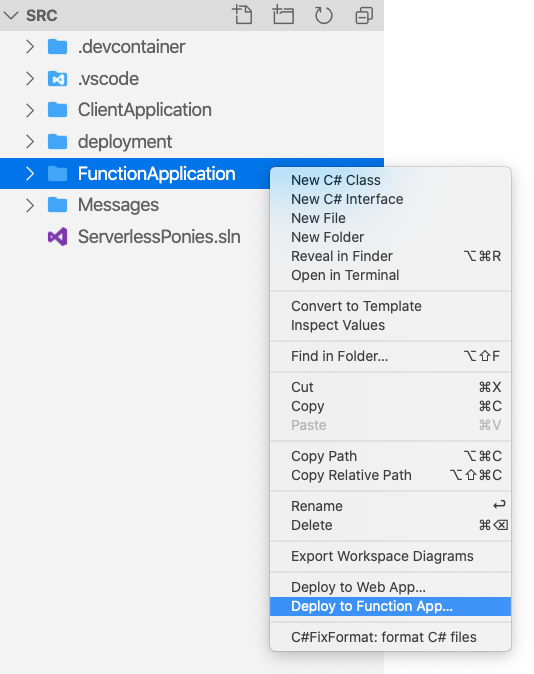 SRC
.devcontainer
.vscode
ClientApplication
deployment
FunctionApplication
Messages
ServerlessPonies.sln
New C# Class
New C# Interface
New File
New Folder
Reveal in Finder ⌥⌘R
Open in Terminal
Convert to Template
Inspect Values
Find in Folder... ⌥⇧F
Cut ⌘X
Copy ⌘C
Paste ⌘V
Copy Path ⌥⌘C
Copy Relative Path ⌥⇧⌘C
Rename ↩
Delete ⌘⌫
Export Workspace Diagrams
Deploy to Web App...
Deploy to Function App...
C#FixFormat: format C# files